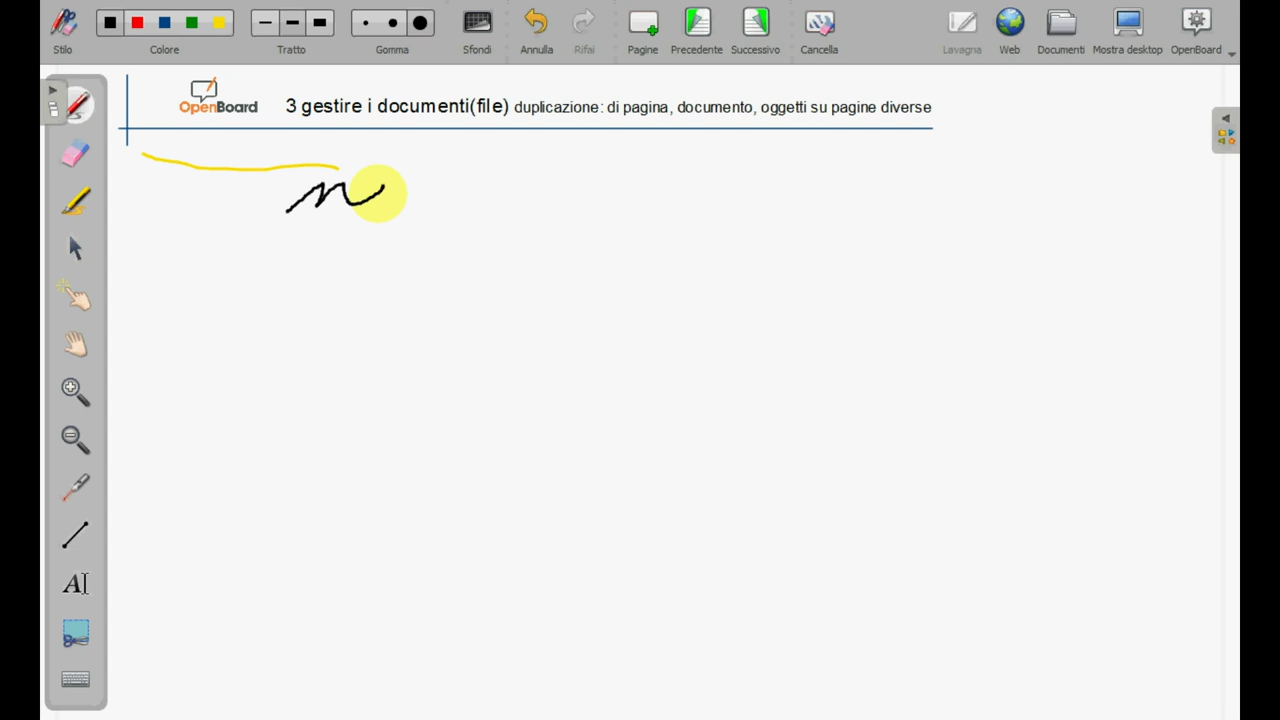 Stilo Colore Tratto Gomma Sfondi Annulla Rifai Pagine Precedente Successivo Cancella Lavagna Web Documenti Mostra desktop OpenBoard
OpenBoard 3 gestire i documenti(file) duplicazione: di pagina, documento, oggetti su pagine diverse